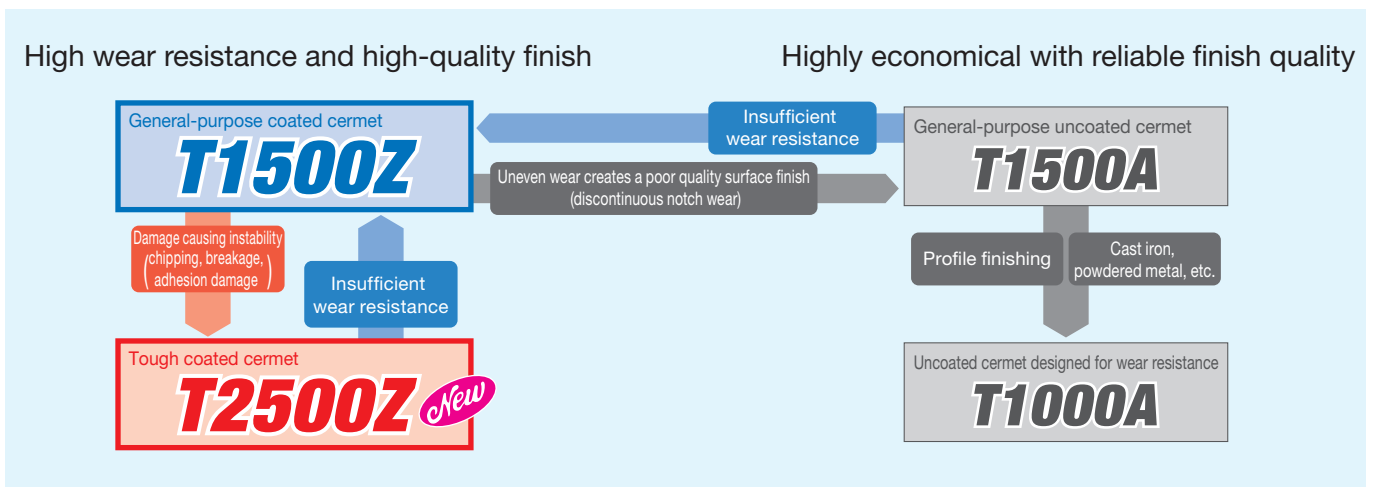 High wear resistance and high-quality finish
Highly economical with reliable finish quality
General-purpose coated cermet
T1500Z
Insufficient
wear resistance
General-purpose uncoated cermet
T1500A
Uneven wear creates a poor quality surface finish
(discontinuous notch wear)
Damage causing instability
(chipping, breakage,
adhesion damage)
Insufficient
wear resistance
Profile finishing
Cast iron,
powdered metal, etc.
Tough coated cermet
T2500Z
New
Uncoated cermet designed for wear resistance
T1000A